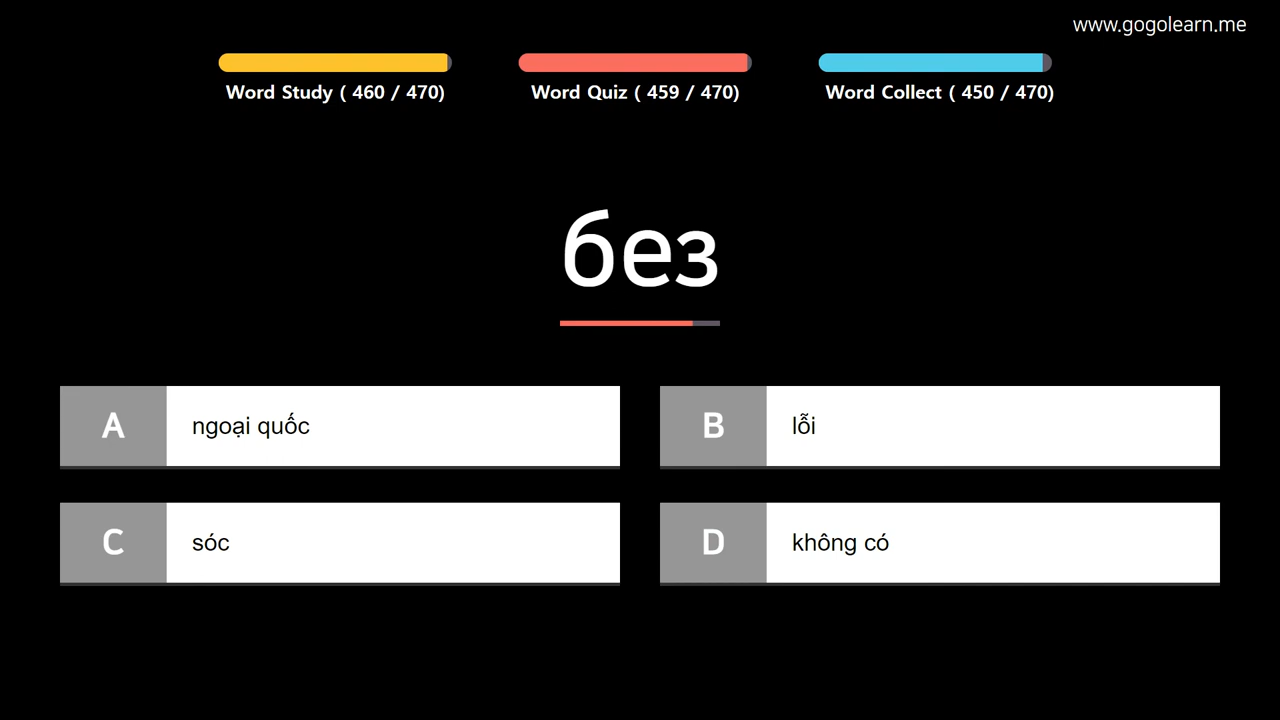 www.gogolearn.me
Word Study ( 460 / 470)
Word Quiz ( 459 / 470)
Word Collect ( 450 / 470)
без
A ngoại quốc
B lỗi
C sóc
D không có